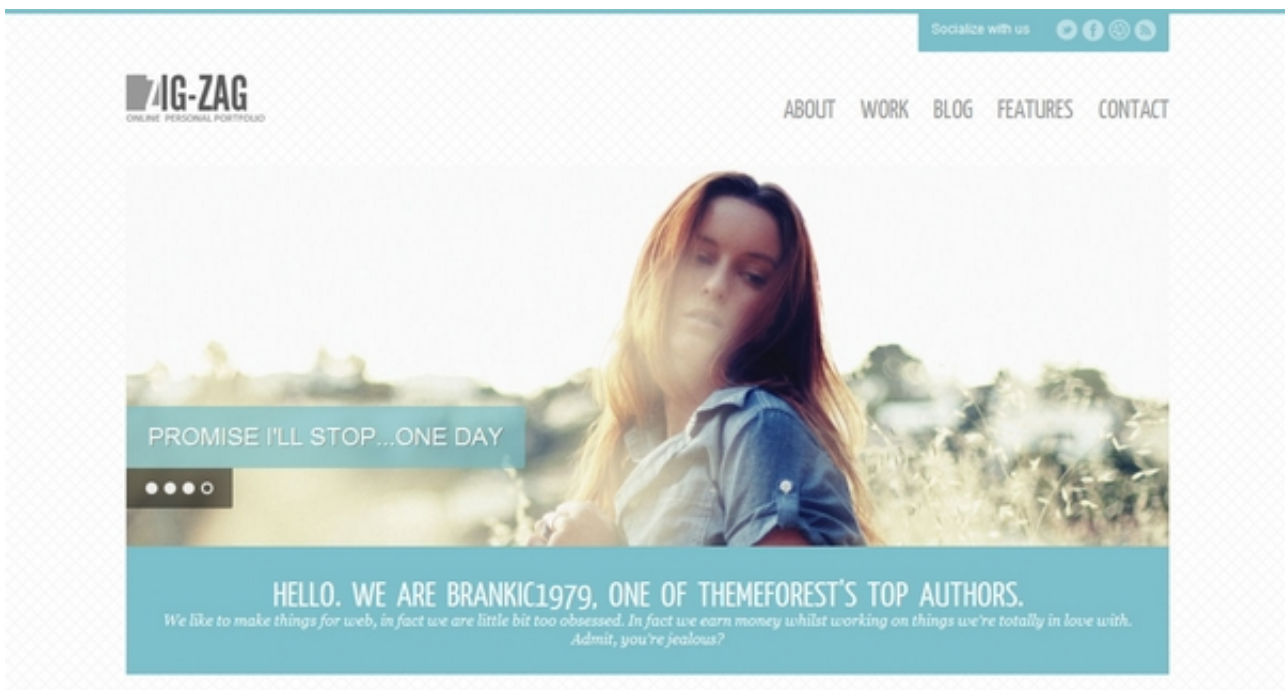 Socialize with us
ZIG-ZAG
ONLINE PERSONAL PORTFOLIO
ABOUT WORK BLOG FEATURES CONTACT
PROMISE I'LL STOP...ONE DAY
HELLO. WE ARE BRANKIC1979, ONE OF THEMEFOREST'S TOP AUTHORS.
We like to make things for web, in fact we are little bit too obsessed. In fact we earn money whilst working on things we're totally in love with.
Admit, you're jealous?